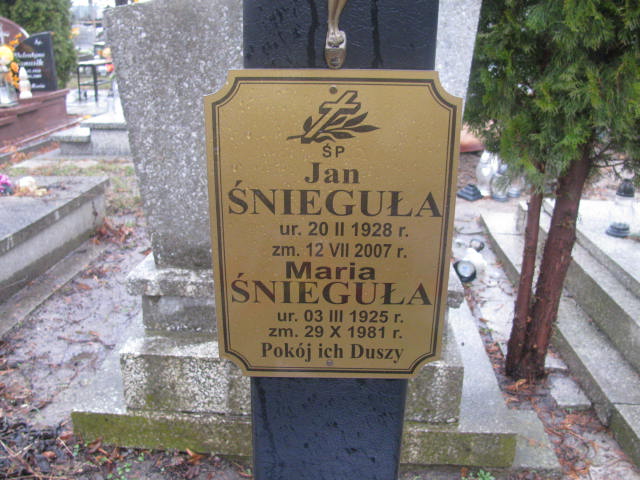 ŚP
Jan
ŚNIEGUŁA
ur. 20 II 1928 r.
zm. 12 VII 2007 r.
Maria
ŚNIEGUŁA
ur. 03 III 1925 r.
zm. 29 X 1981 r.
Pokój ich Duszy